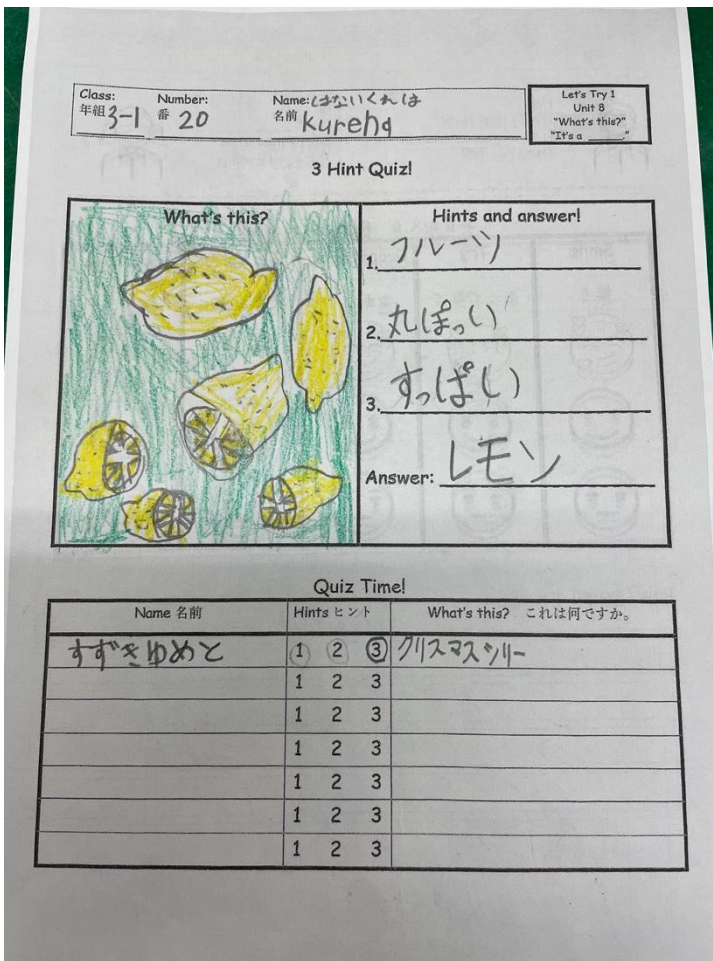 Class:
年組 3-1
Number:
番 20
Name: はないくれは
名前 kureha
Let's Try 1
Unit 8
"What's this?"
"It's a ____."
3 Hint Quiz!
What's this?
Hints and answer!
1. フルーツ
2. 丸ぽっい
3. すっぱい
Answer: レモン
Quiz Time!
Name 名前 Hints ヒント What's this? これは何ですか。
すずきゆめと 1 2 3 クリスマスツリー
1 2 3
1 2 3
1 2 3
1 2 3
1 2 3
1 2 3